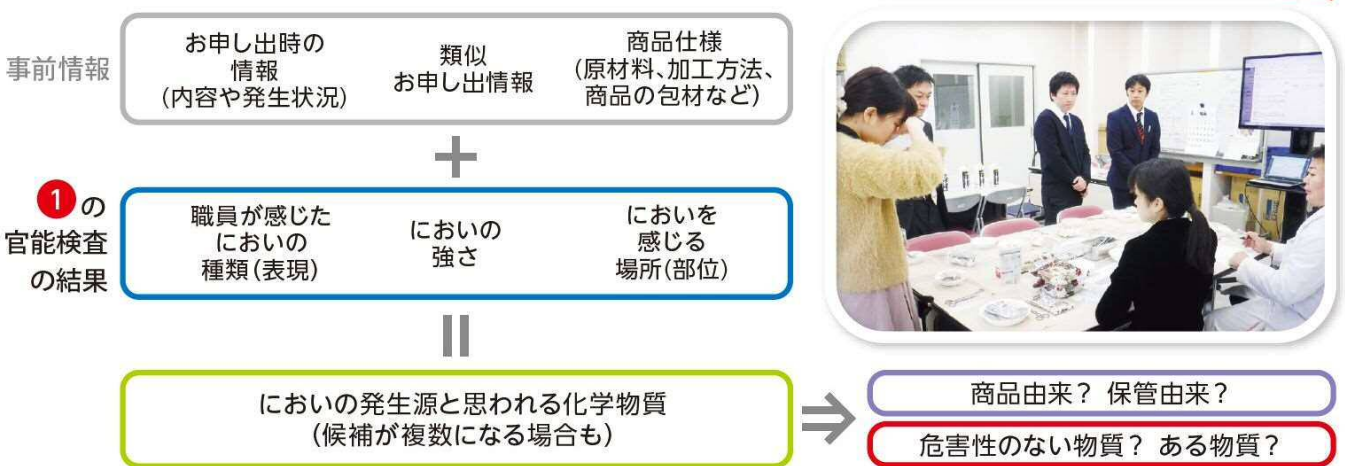 事前情報
お申し出時の
情報
(内容や発生状況)
類似
お申し出情報
商品仕様
(原材料、加工方法、
商品の包材など)
＋
1の
官能検査
の結果
職員が感じた
においの
種類(表現)
においの
強さ
においを
感じる
場所(部位)
においの発生源と思われる化学物質
(候補が複数になる場合も)
商品由来？ 保管由来？
危害性のない物質？ ある物質？